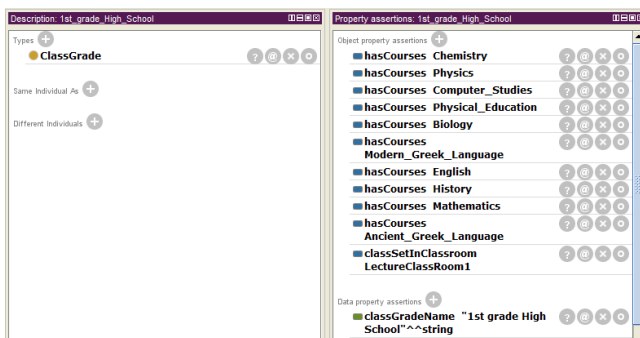 Description: 1st_grade_High_School
Types
ClassGrade
Same Individual As
Different Individuals
Property assertions: 1st_grade_High_School
Object property assertions
hasCourses Chemistry
hasCourses Physics
hasCourses Computer_Studies
hasCourses Physical_Education
hasCourses Biology
hasCourses
Modern_Greek_Language
hasCourses English
hasCourses History
hasCourses Mathematics
hasCourses
Ancient_Greek_Language
classSetInClassroom
LectureClassRoom1
Data property assertions
classGradeName "1st grade High
School"^^string